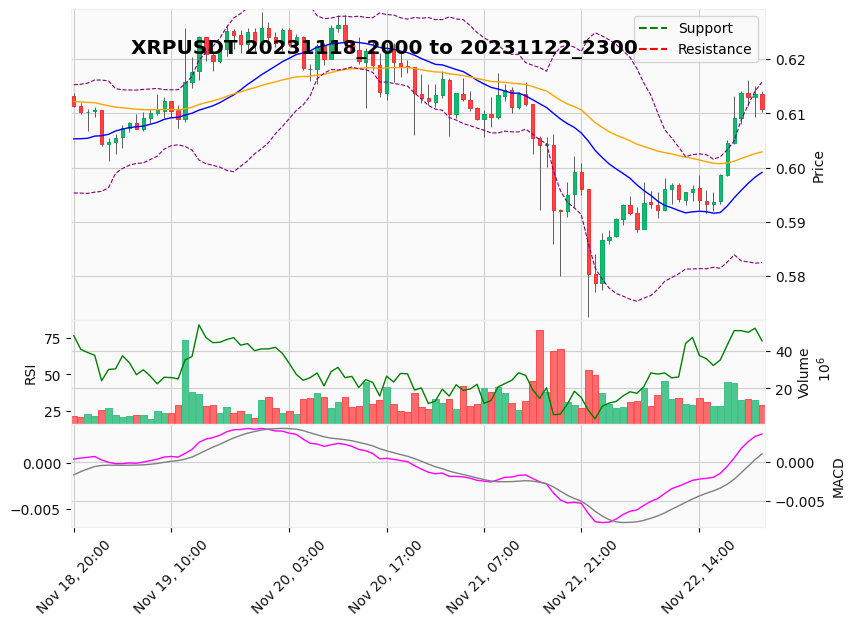 XRPUSDT 20231118_2000 to 20231122_2300
Support
Resistance
0.62
0.61
0.60
0.59
0.58
Price
75
50
25
RSI
40
20
Volume
10^6
0.000
−0.005
0.000
−0.005
MACD
Nov 18, 20:00
Nov 19, 10:00
Nov 20, 03:00
Nov 20, 17:00
Nov 21, 07:00
Nov 21, 21:00
Nov 22, 14:00